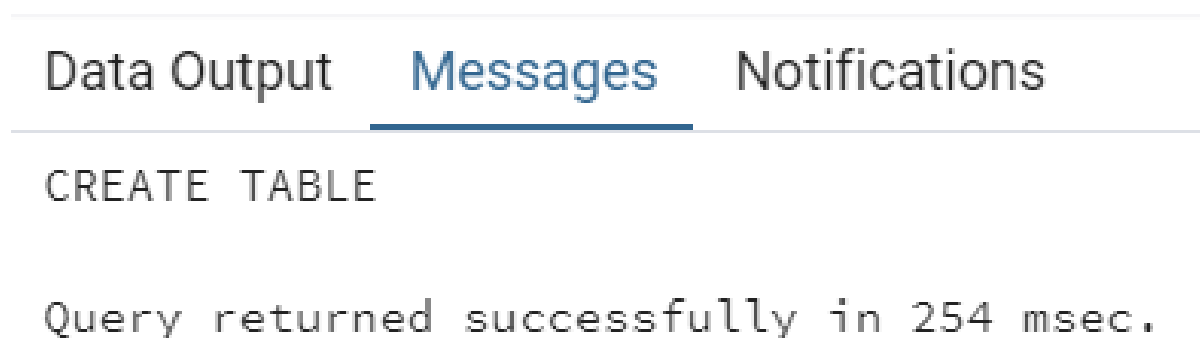 Data Output Messages Notifications
CREATE TABLE
Query returned successfully in 254 msec.